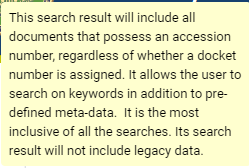 This search result will include all
documents that possess an accession
number, regardless of whether a docket
number is assigned. It allows the user to
search on keywords in addition to pre-
defined meta-data.  It is the most
inclusive of all the searches. Its search
result will not include legacy data.